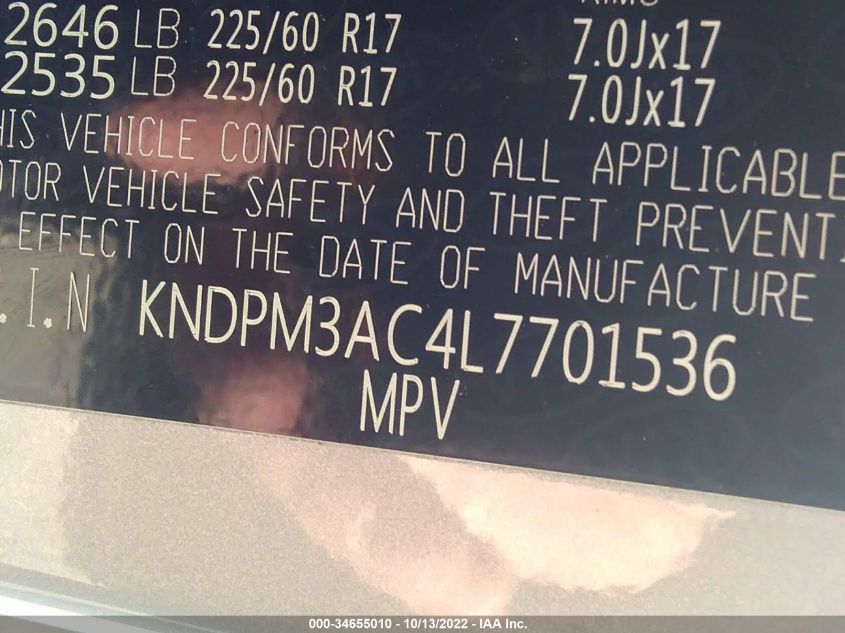 2646 LB 225/60 R17 7.0Jx17
2535 LB 225/60 R17 7.0Jx17
HIS VEHICLE CONFORMS TO ALL APPLICABLE
OTOR VEHICLE SAFETY AND THEFT PREVENTI
EFFECT ON THE DATE OF MANUFACTURE
.I.N KNDPM3AC4L7701536
MPV
000-34655010 - 10/13/2022 - IAA Inc.